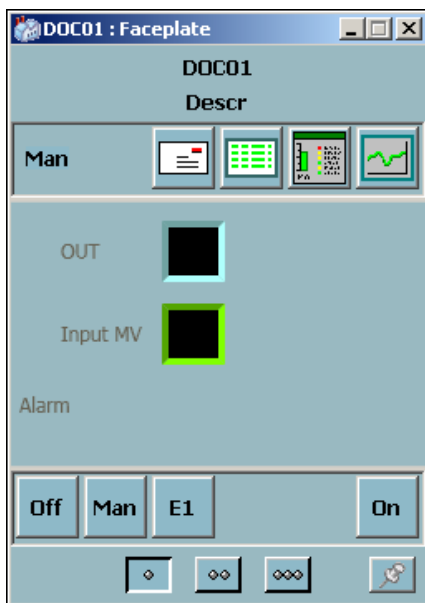 DOC01 : Faceplate
DOC01
Descr
Man
OUT
Input MV
Alarm
Off Man E1 On